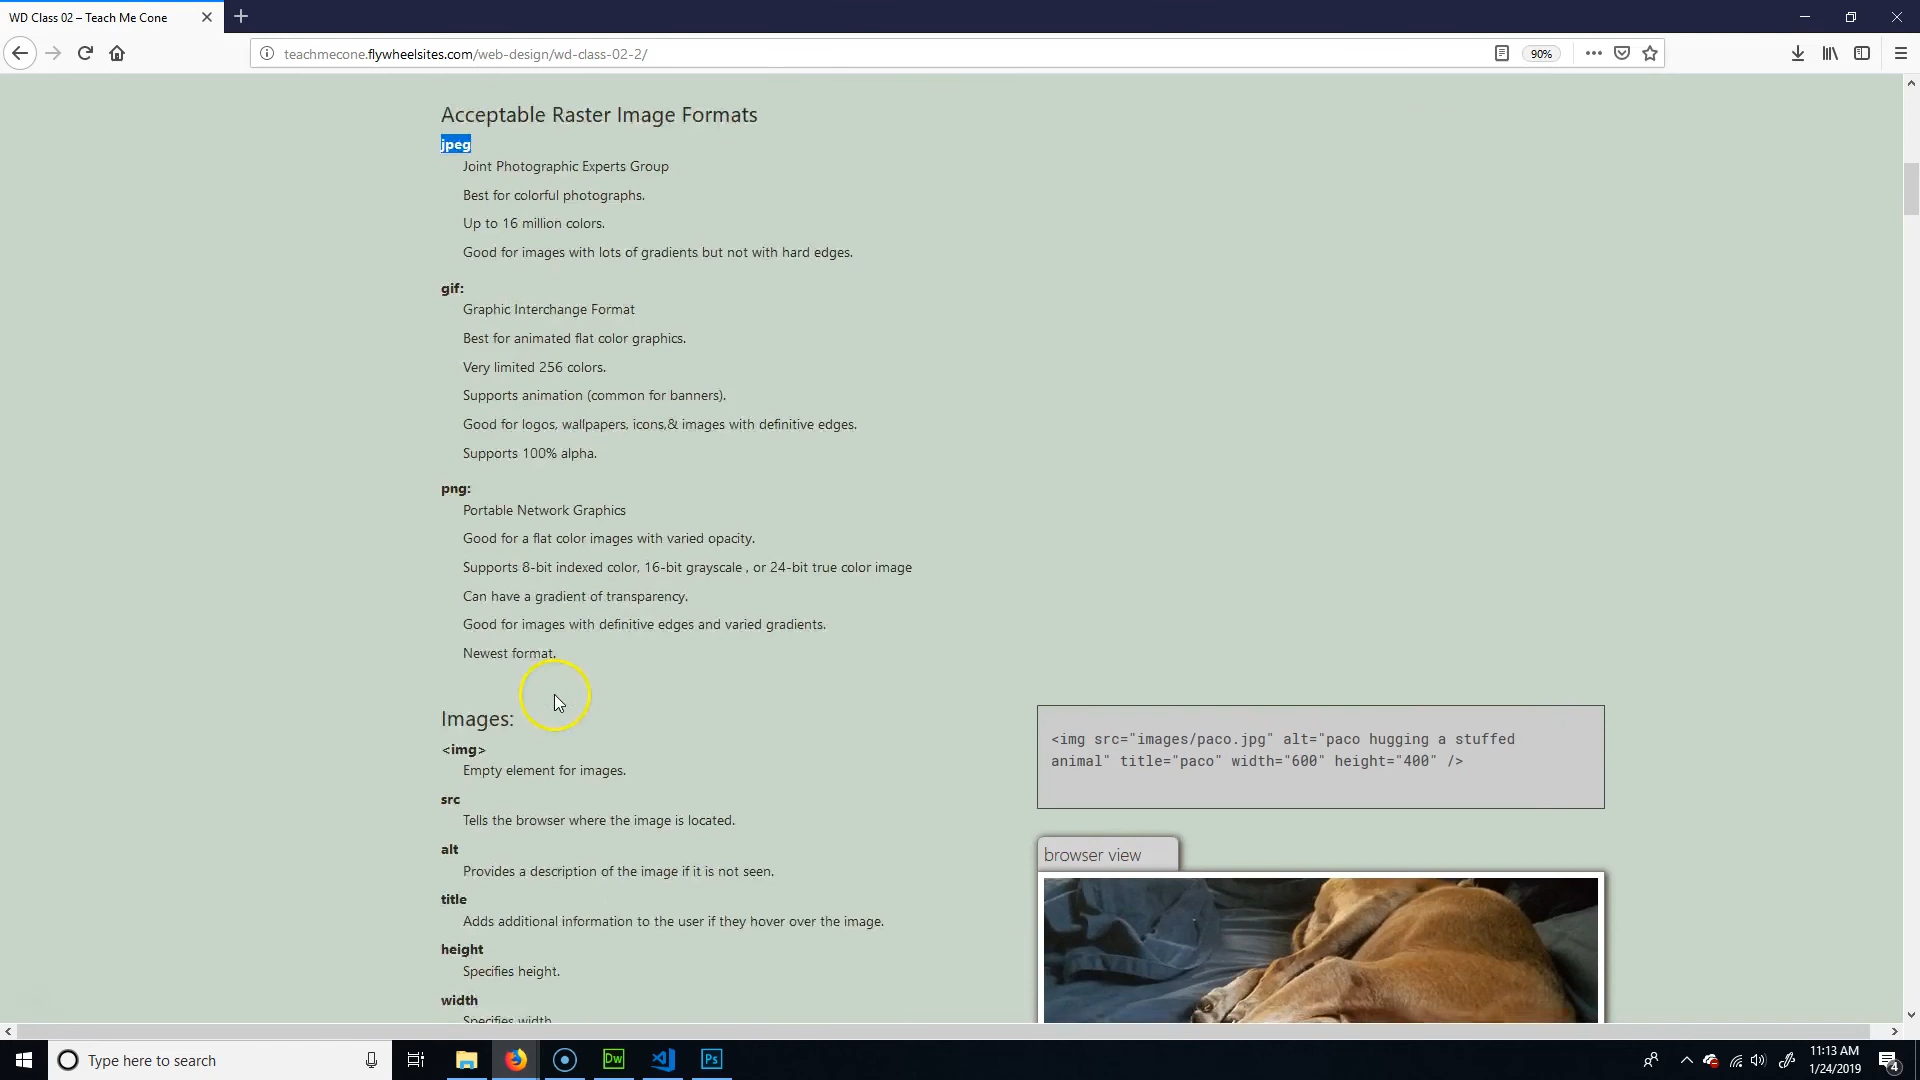 WD Class 02 – Teach Me Cone
teachmecone.flywheelsites.com/web-design/wd-class-02-2/
90%
Acceptable Raster Image Formats
jpeg
Joint Photographic Experts Group
Best for colorful photographs.
Up to 16 million colors.
Good for images with lots of gradients but not with hard edges.
gif:
Graphic Interchange Format
Best for animated flat color graphics.
Very limited 256 colors.
Supports animation (common for banners).
Good for logos, wallpapers, icons,& images with definitive edges.
Supports 100% alpha.
png:
Portable Network Graphics
Good for a flat color images with varied opacity.
Supports 8-bit indexed color, 16-bit grayscale , or 24-bit true color image
Can have a gradient of transparency.
Good for images with definitive edges and varied gradients.
Newest format.
Images:
<img>
Empty element for images.
src
Tells the browser where the image is located.
alt
Provides a description of the image if it is not seen.
title
Adds additional information to the user if they hover over the image.
height
Specifies height.
width
Specifies width.
<img src="images/paco.jpg" alt="paco hugging a stuffed
animal" title="paco" width="600" height="400" />
browser view
Type here to search
Dw
Ps
11:13 AM
1/24/2019
4